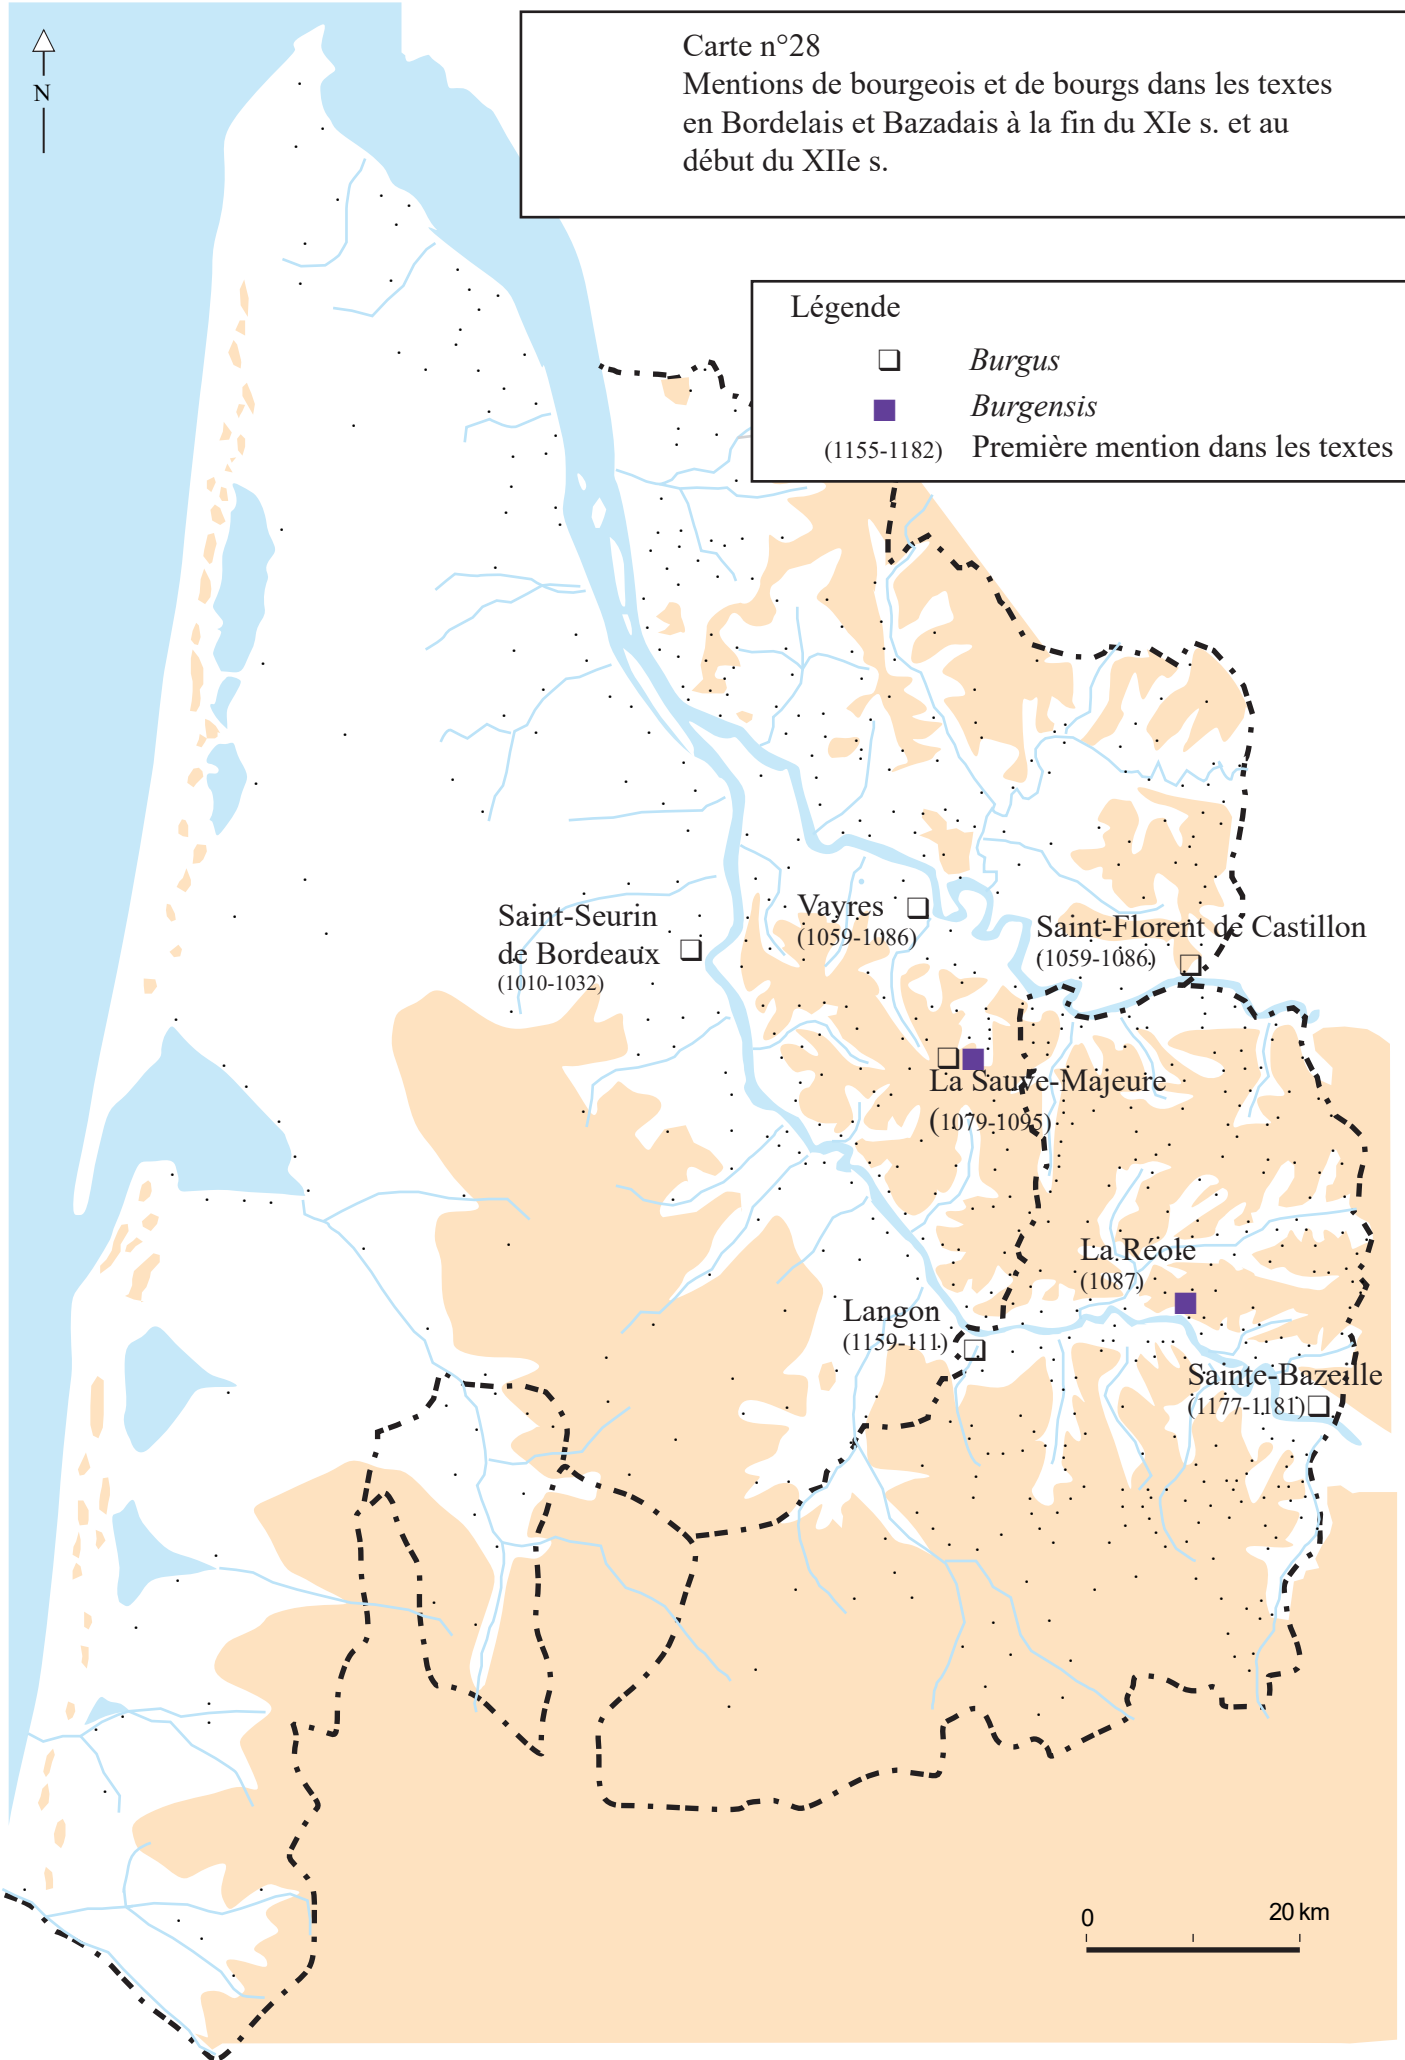 Carte n°28
Mentions de bourgeois et de bourgs dans les textes
en Bordelais et Bazadais à la fin du XIe s. et au
début du XIIe s.
N
Légende
Burgus
Burgensis
(1155-1182) Première mention dans les textes
Vayres
(1059-1086)
Saint-Seurin
de Bordeaux
(1010-1032)
Saint-Florent de Castillon
(1059-1086)
La Sauve-Majeure
(1079-1095)
La Réole
(1087)
Langon
(1159-111)
Sainte-Bazeille
(1177-1181)
0 20 km